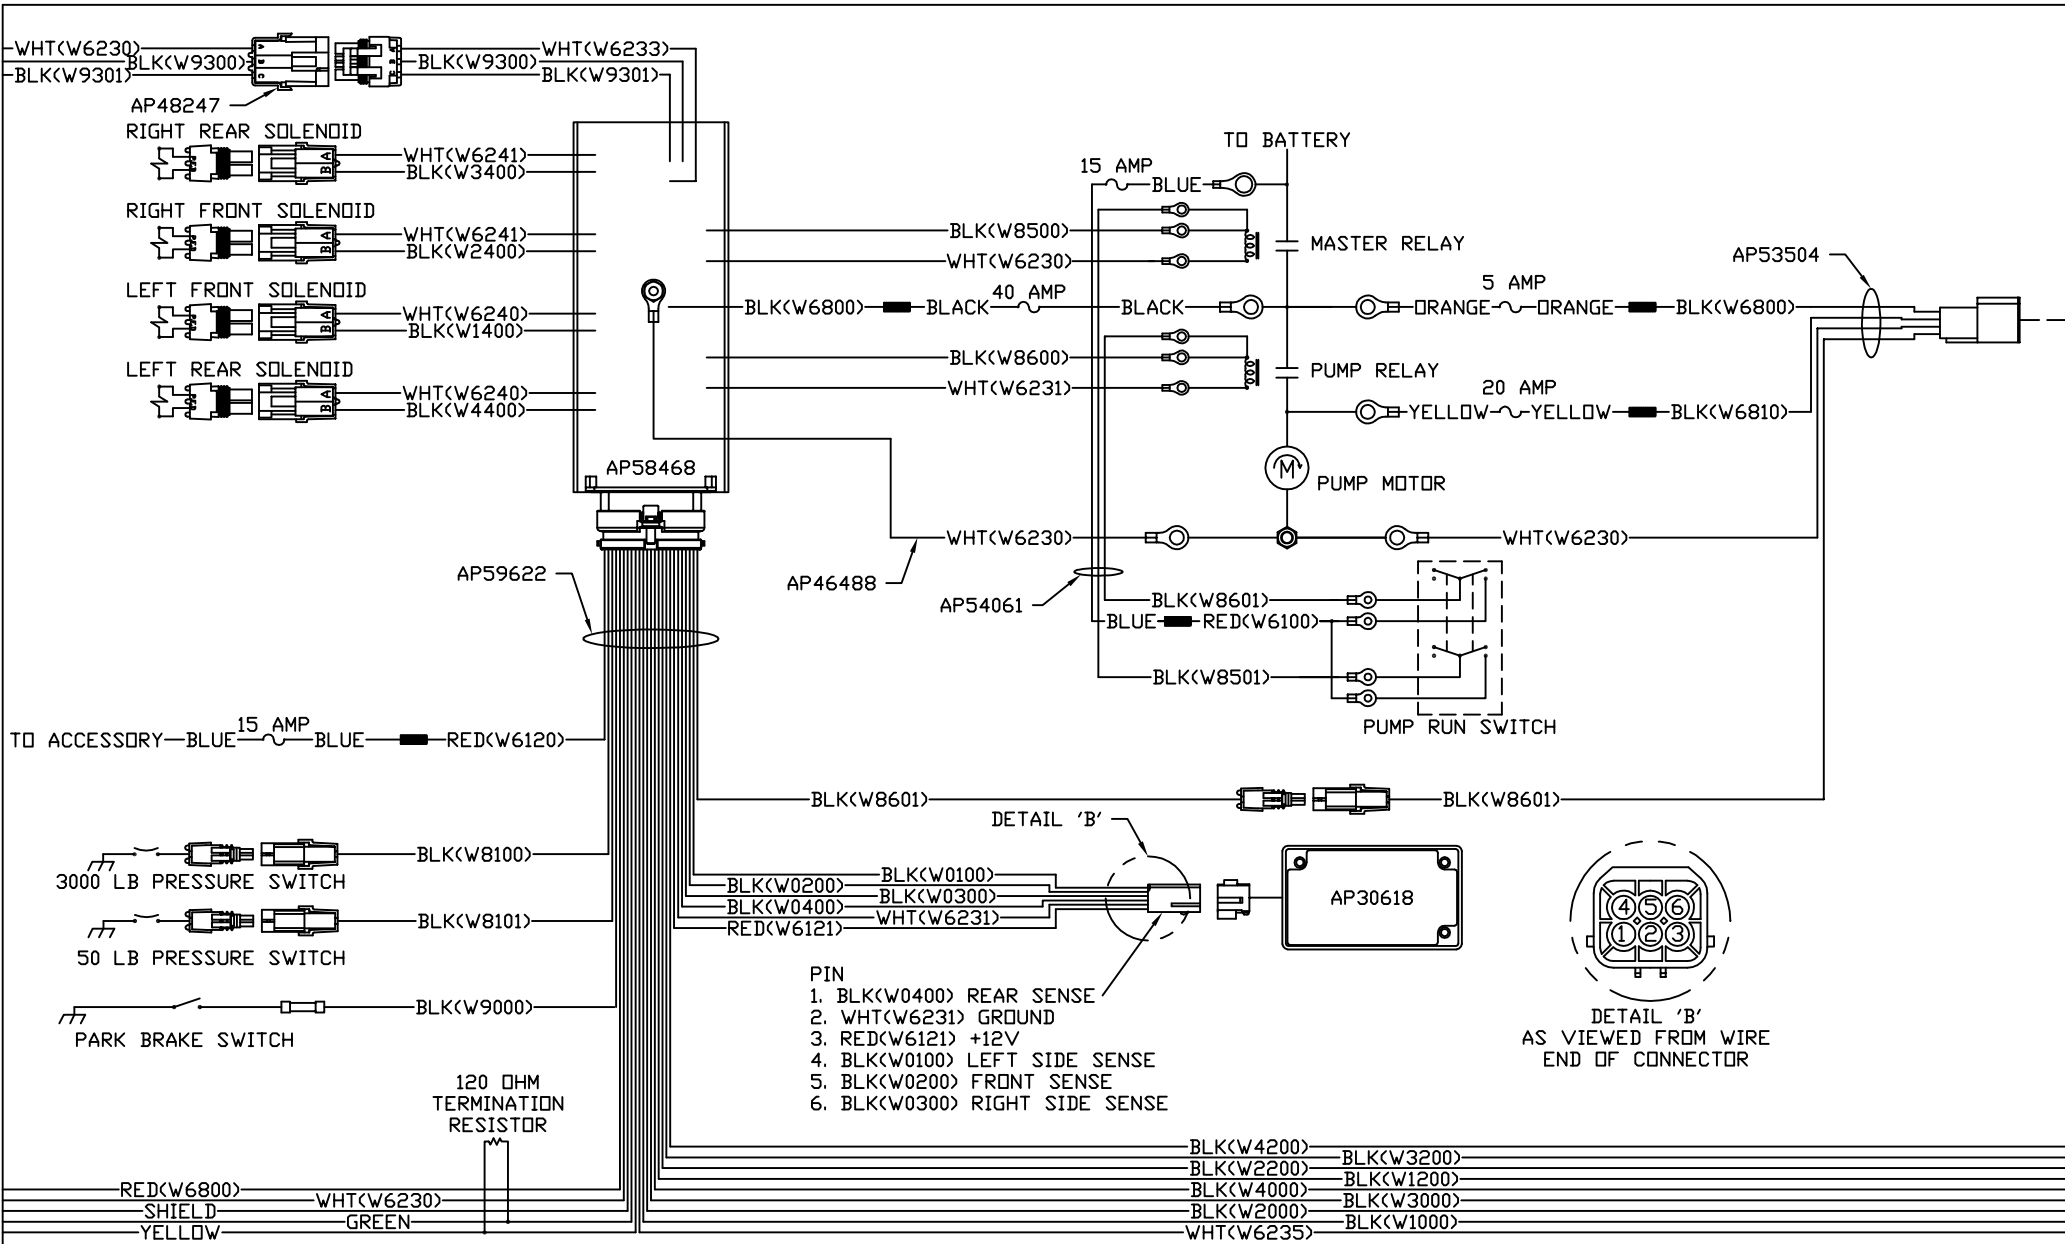 WHT(W6230)
BLK(W9300)
BLK(W9301)
A
B
C
WHT(W6233)
BLK(W9300)
BLK(W9301)
AP48247
RIGHT REAR SOLENOID
A
B
WHT(W6241)
BLK(W3400)
RIGHT FRONT SOLENOID
A
B
WHT(W6241)
BLK(W2400)
LEFT FRONT SOLENOID
A
B
WHT(W6240)
BLK(W1400)
LEFT REAR SOLENOID
A
B
WHT(W6240)
BLK(W4400)
AP58468
TO BATTERY
15 AMP
BLUE
BLK(W8500)
WHT(W6230)
MASTER RELAY
BLK(W6800)
BLACK
40 AMP
BLACK
5 AMP
ORANGE
ORANGE
BLK(W6800)
AP53504
BLK(W8600)
WHT(W6231)
PUMP RELAY
20 AMP
YELLOW
YELLOW
BLK(W6810)
M
PUMP MOTOR
WHT(W6230)
WHT(W6230)
AP59622
AP46488
AP54061
BLK(W8601)
BLUE
RED(W6100)
BLK(W8501)
PUMP RUN SWITCH
TO ACCESSORY
BLUE
15 AMP
BLUE
RED(W6120)
BLK(W8601)
BLK(W8601)
DETAIL 'B'
BLK(W8100)
3000 LB PRESSURE SWITCH
BLK(W8101)
50 LB PRESSURE SWITCH
BLK(W9000)
PARK BRAKE SWITCH
BLK(W0100)
BLK(W0200)
BLK(W0300)
BLK(W0400)
WHT(W6231)
RED(W6121)
AP30618
PIN
1. BLK(W0400) REAR SENSE
2. WHT(W6231) GROUND
3. RED(W6121) +12V
4. BLK(W0100) LEFT SIDE SENSE
5. BLK(W0200) FRONT SENSE
6. BLK(W0300) RIGHT SIDE SENSE
4 5 6
1 2 3
DETAIL 'B'
AS VIEWED FROM WIRE
END OF CONNECTOR
120 OHM
TERMINATION
RESISTOR
RED(W6800)
WHT(W6230)
SHIELD
GREEN
YELLOW
BLK(W4200)
BLK(W3200)
BLK(W2200)
BLK(W1200)
BLK(W4000)
BLK(W3000)
BLK(W2000)
BLK(W1000)
WHT(W6235)